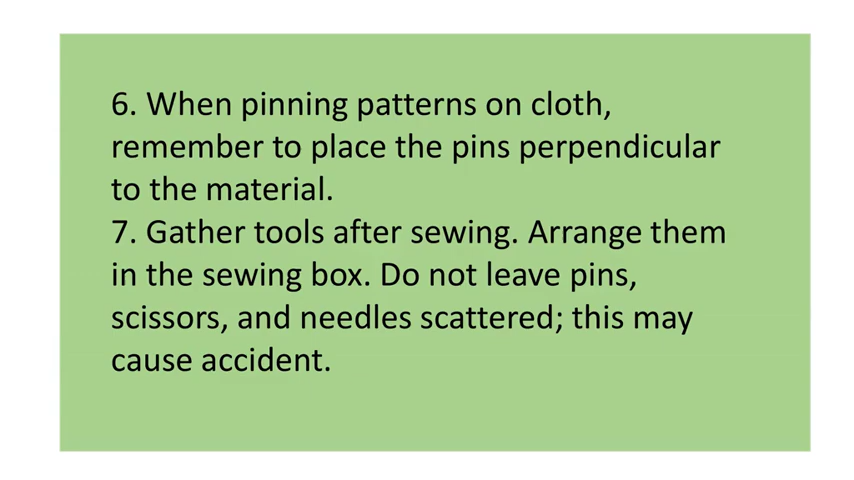 6. When pinning patterns on cloth,
remember to place the pins perpendicular
to the material.
7. Gather tools after sewing. Arrange them
in the sewing box. Do not leave pins,
scissors, and needles scattered; this may
cause accident.